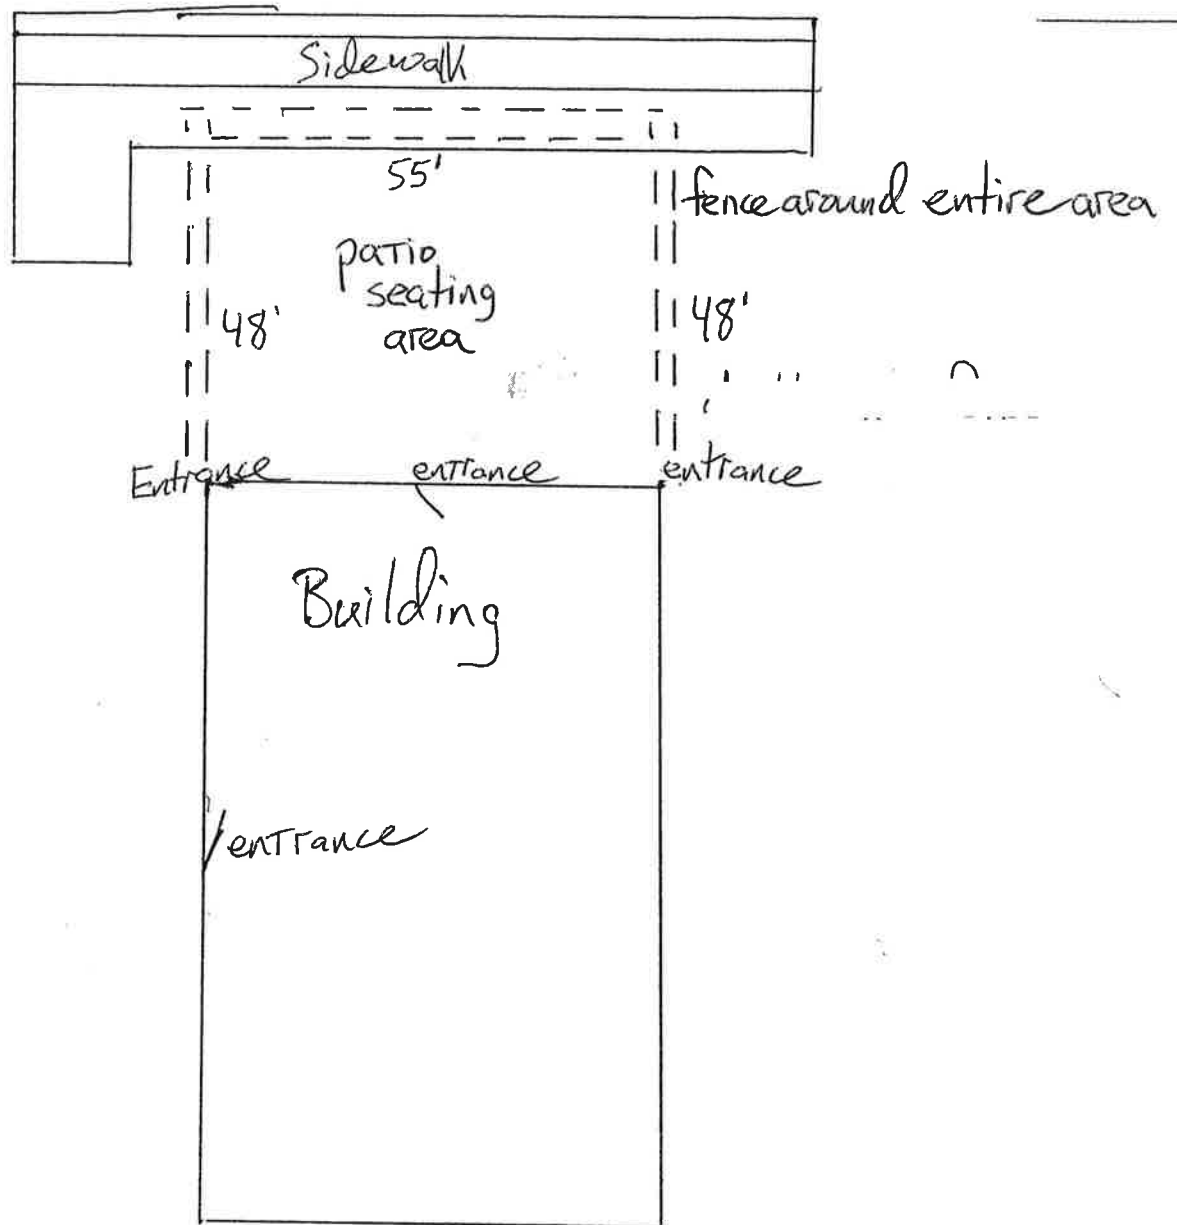 Sidewalk
55'
fence around entire area
patio
seating
area
48'
48'
Entrance
entrance
entrance
Building
entrance